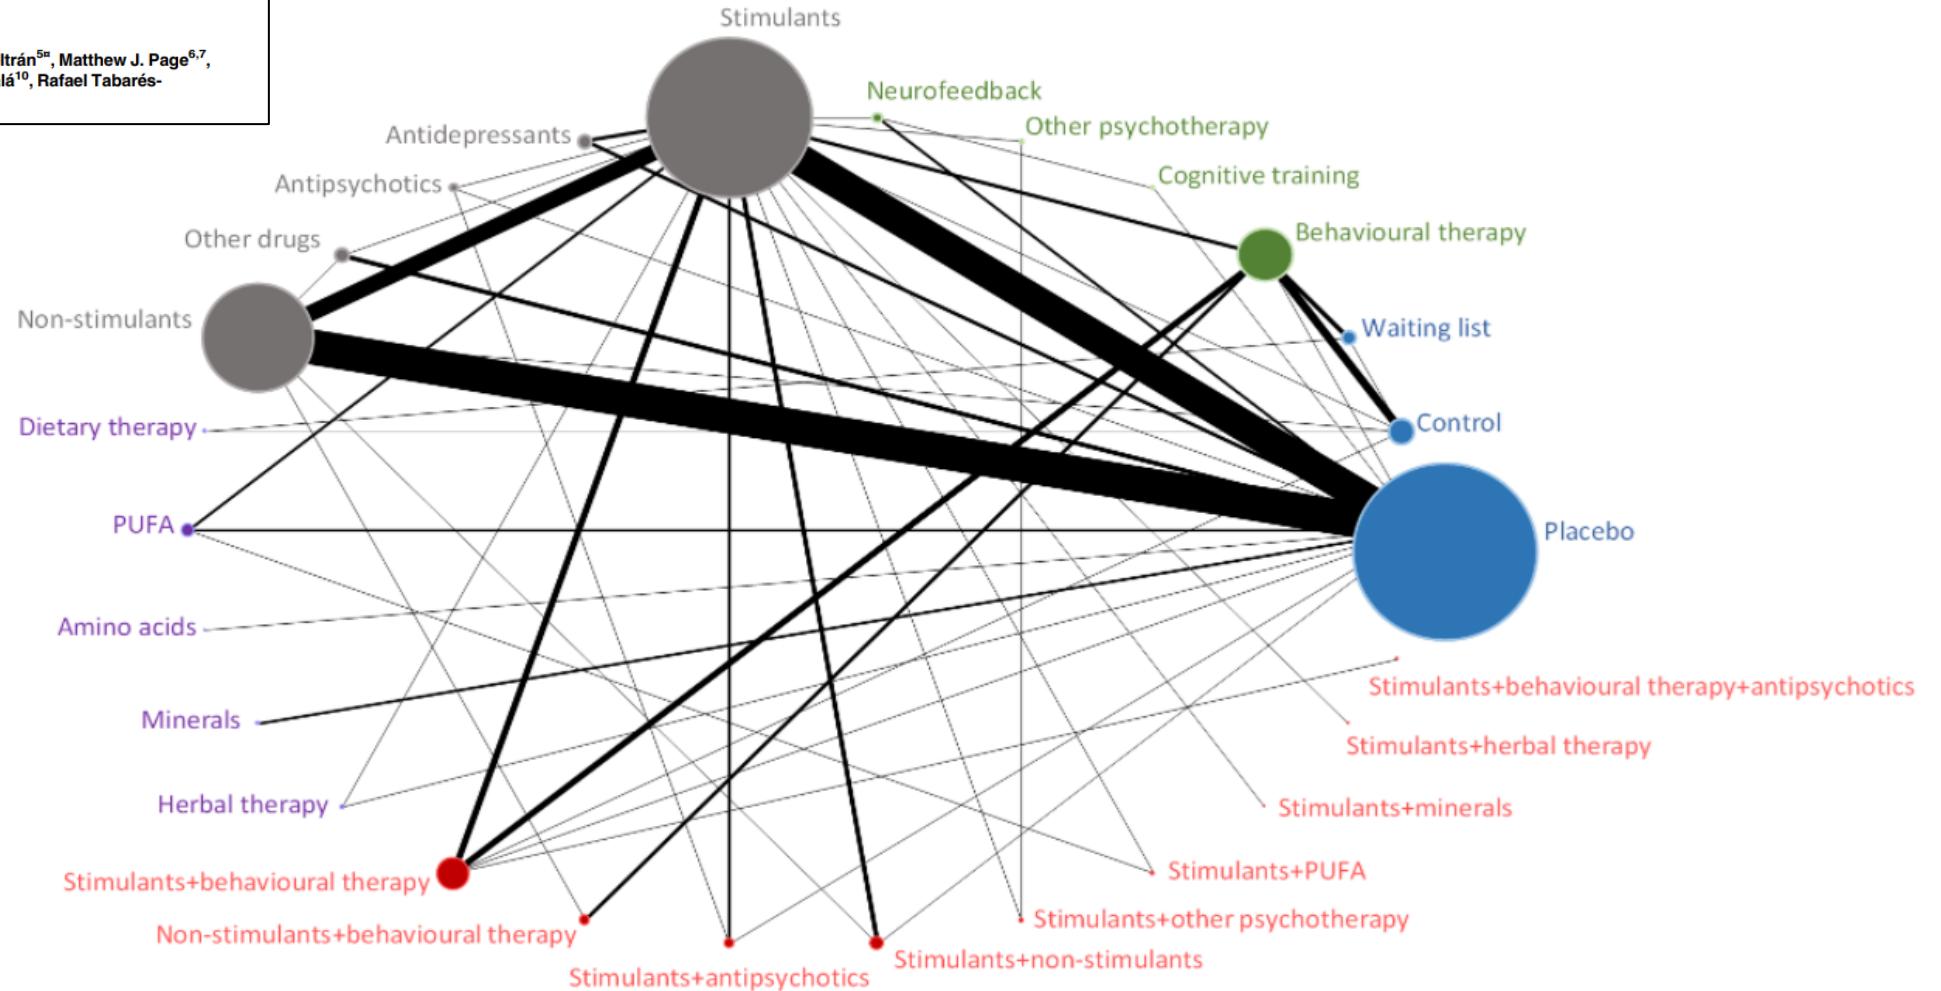 ltrán⁵¤, Matthew J. Page⁶,⁷,
lá¹⁰, Rafael Tabarés-
Stimulants
Neurofeedback
Other psychotherapy
Antidepressants
Cognitive training
Antipsychotics
Behavioural therapy
Other drugs
Non-stimulants
Waiting list
Dietary therapy
Control
PUFA
Placebo
Amino acids
Stimulants+behavioural therapy+antipsychotics
Minerals
Stimulants+herbal therapy
Herbal therapy
Stimulants+minerals
Stimulants+behavioural therapy
Stimulants+PUFA
Non-stimulants+behavioural therapy
Stimulants+other psychotherapy
Stimulants+non-stimulants
Stimulants+antipsychotics